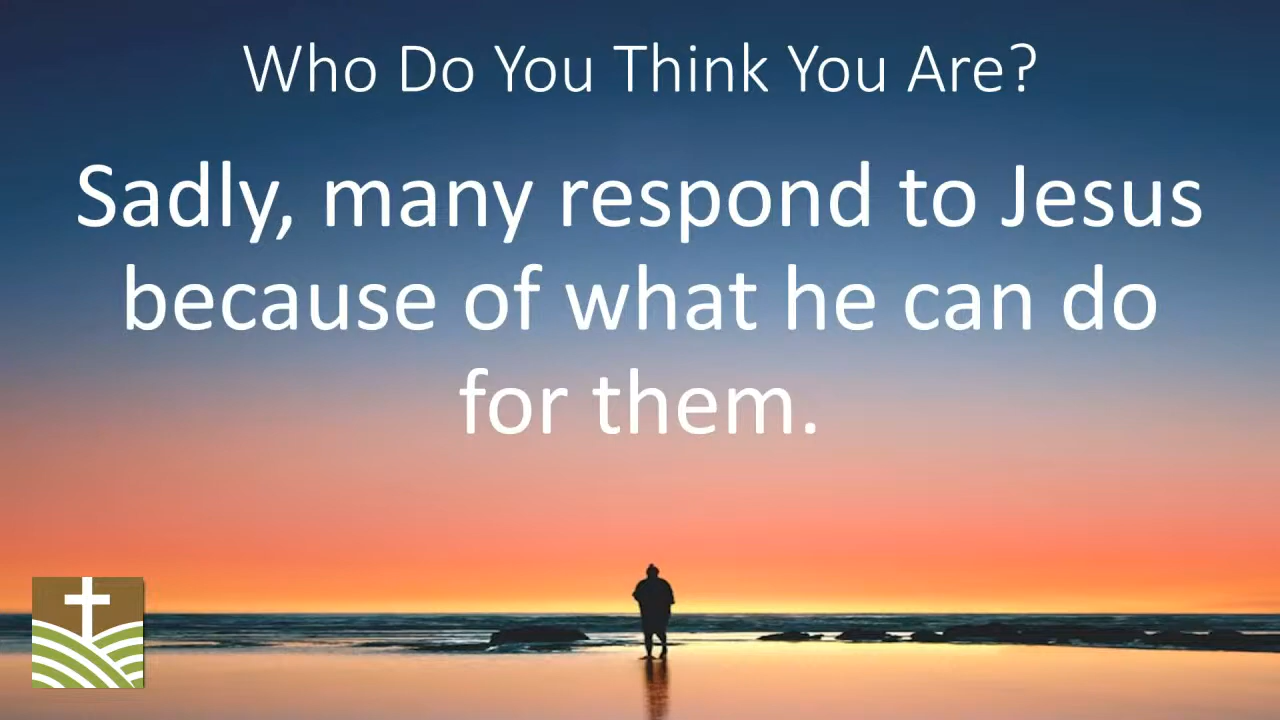 Who Do You Think You Are?
Sadly, many respond to Jesus
because of what he can do
for them.